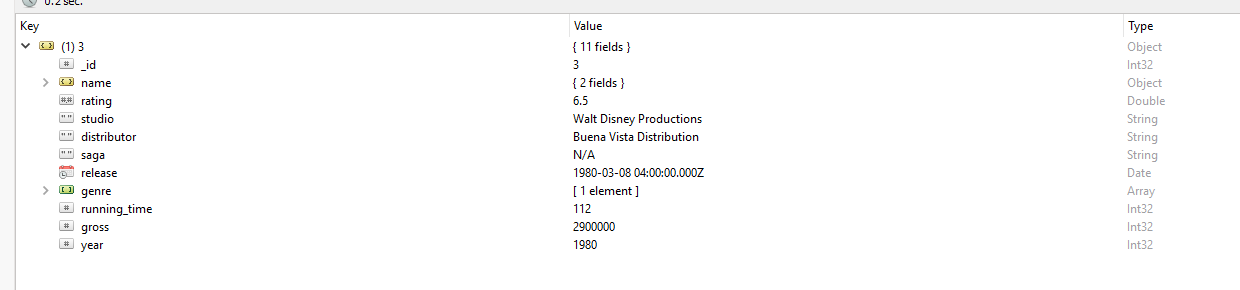 0.2 sec.
Key Value Type
(1) 3 { 11 fields } Object
_id 3 Int32
name { 2 fields } Object
rating 6.5 Double
studio Walt Disney Productions String
distributor Buena Vista Distribution String
saga N/A String
release 1980-03-08 04:00:00.000Z Date
genre [ 1 element ] Array
running_time 112 Int32
gross 2900000 Int32
year 1980 Int32